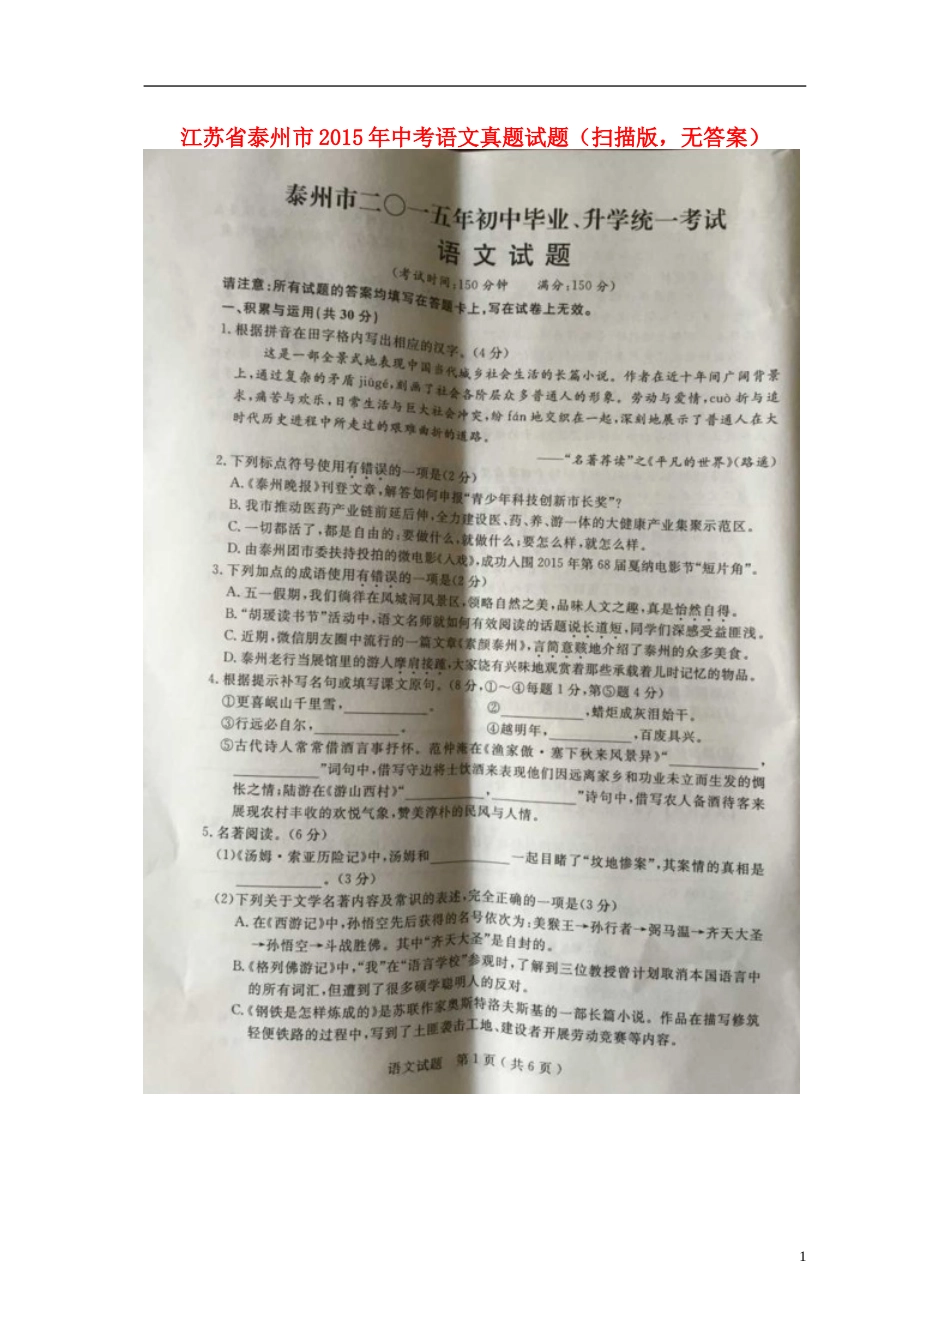 江苏省泰州市2015年中考语文真题试题（扫描版，无答案）
泰州市二〇一五年初中毕业、升学统一考试
语文试题
（考试时间：150分钟　满分：150分）
请注意：所有试题的答案均填写在答题卡上，写在试卷上无效。
一、积累与运用（共30分）
1.根据拼音在田字格内写出相应的汉字。（4分）
这是一部全景式地表现中国当代城乡社会生活的长篇小说。作者在近十年间广阔背景
上，通过复杂的矛盾jiūgé，刻画了社会各阶层众多普通人的形象。劳动与爱情，cuò折与追
求，痛苦与欢乐，日常生活与巨大社会冲突，纷fán地交织在一起，深刻地展示了普通人在大
时代历史进程中所走过的艰难曲折的道路。
——“名著荐读”之《平凡的世界》（路遥）
2.下列标点符号使用有错误的一项是（2分）
A.《泰州晚报》刊登文章，解答如何申报“青少年科技创新市长奖”？
B.我市推动医药产业链前延后伸，全力建设医、药、养、游一体的大健康产业集聚示范区。
C.一切都活了，都是自由的：要做什么，就做什么；要怎么样，就怎么样。
D.由泰州团市委扶持投拍的微电影《人戏》，成功入围2015年第68届戛纳电影节“短片角”。
3.下列加点的成语使用有错误的一项是（2分）
A.五一假期，我们徜徉在凤城河风景区，领略自然之美，品味人文之趣，真是怡然自得。
B.“胡瑗读书节”活动中，语文名师就如何有效阅读的话题说长道短，同学们深感受益匪浅。
C.近期，微信朋友圈中流行的一篇文章《素颜泰州》，言简意赅地介绍了泰州的众多美食。
D.泰州老行当展馆里的游人摩肩接踵，大家饶有兴味地观赏着那些承载着儿时记忆的物品。
4.根据提示补写名句或填写课文原句。（8分，①～④每题1分，第⑤题4分）
①更喜岷山千里雪，________。　②________，蜡炬成灰泪始干。
③行远必自尔，________。　④越明年，________，百废具兴。
⑤古代诗人常常借酒言事抒怀。范仲淹在《渔家傲·塞下秋来风景异》“________，
________”词句中，借写守边将士饮酒来表现他们因远离家乡和功业未立而生发的惆
怅之情；陆游在《游山西村》“________，________”诗句中，借写农人备酒待客来
展现农村丰收的欢悦气象，赞美淳朴的民风与人情。
5.名著阅读。（6分）
（1）《汤姆·索亚历险记》中，汤姆和________一起目睹了“坟地惨案”，其案情的真相是
________。（3分）
（2）下列关于文学名著内容及常识的表述，完全正确的一项是（3分）
A.在《西游记》中，孙悟空先后获得的名号依次为：美猴王→孙行者→弼马温→齐天大圣
→孙悟空→斗战胜佛。其中“齐天大圣”是自封的。
B.《格列佛游记》中，“我”在“语言学校”参观时，了解到三位教授曾计划取消本国语言中
的所有词汇，但遭到了很多硕学聪明人的反对。
C.《钢铁是怎样炼成的》是苏联作家奥斯特洛夫斯基的一部长篇小说。作品在描写修筑
轻便铁路的过程中，写到了土匪袭击工地、建设者开展劳动竞赛等内容。
语文试题　第1页（共6页）
1